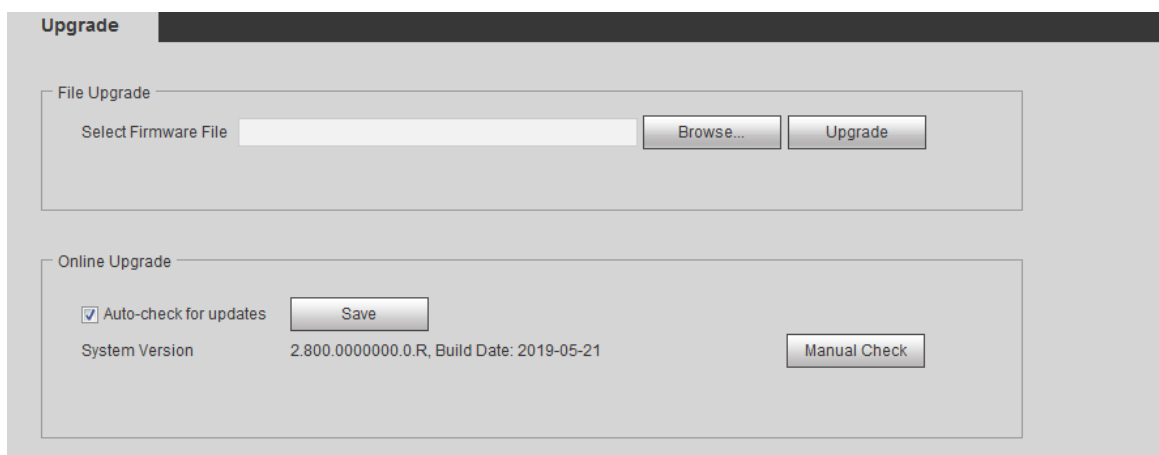 Upgrade
File Upgrade
Select Firmware File Browse... Upgrade
Online Upgrade
Auto-check for updates Save
System Version 2.800.0000000.0.R, Build Date: 2019-05-21 Manual Check